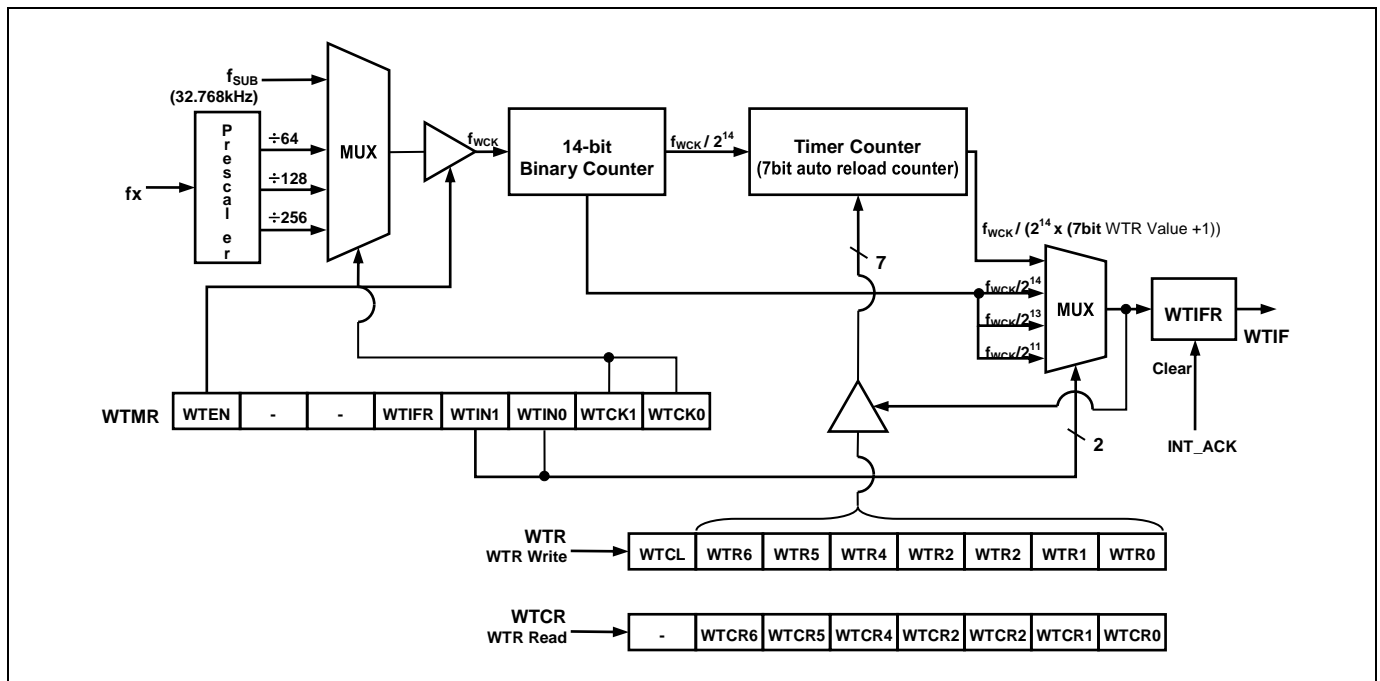 fSUB
(32.768kHz)
Prescal er
fx
÷64
÷128
÷256
MUX
fWCK
14-bit
Binary Counter
fWCK/ 2^14
Timer Counter
(7bit auto reload counter)
fWCK / (2^14 x (7bit WTR Value +1))
7
fWCK/2^14
fWCK/2^13
fWCK/2^11
MUX
WTIFR
WTIF
Clear
INT_ACK
2
WTMR
WTEN - - WTIFR WTIN1 WTIN0 WTCK1 WTCK0
WTR
WTR Write
WTCL WTR6 WTR5 WTR4 WTR2 WTR2 WTR1 WTR0
WTCR
WTR Read
- WTCR6 WTCR5 WTCR4 WTCR2 WTCR2 WTCR1 WTCR0